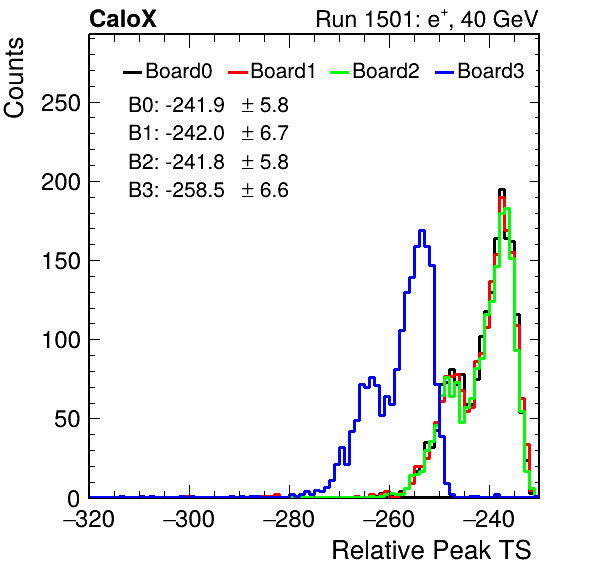 CaloX Run 1501: e⁺, 40 GeV
Counts
Board0 Board1 Board2 Board3
B0: -241.9 ± 5.8
B1: -242.0 ± 6.7
B2: -241.8 ± 5.8
B3: -258.5 ± 6.6
250
200
150
100
50
0
−320 −300 −280 −260 −240
Relative Peak TS